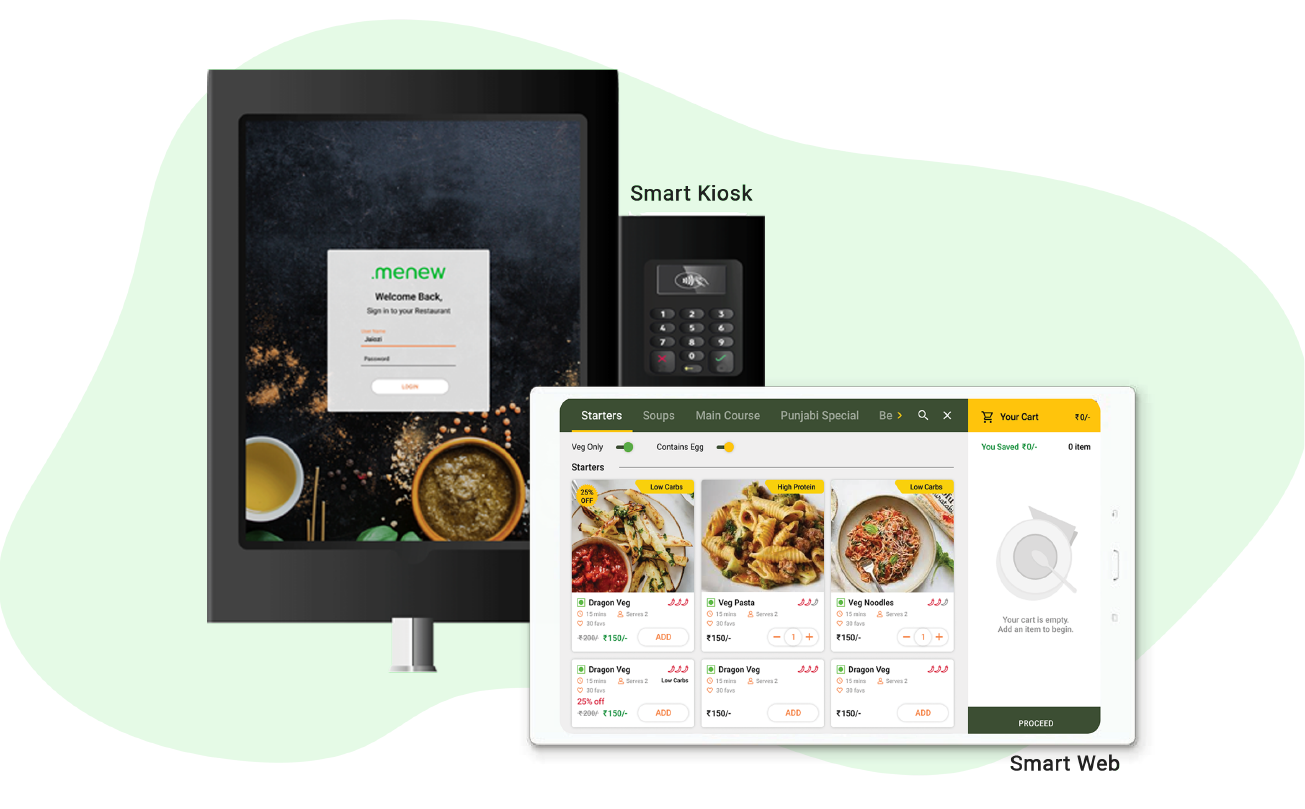 Smart Kiosk
.menew
Welcome Back,
Sign in to your Restaurant
User Name
Jaiozi
Password
LOGIN
1 2 3
4 5 6
7 8 9
0
Starters Soups Main Course Punjabi Special Be
Your Cart ₹0/-
Veg Only Contains Egg
You Saved ₹0/- 0 item
Starters
25%
OFF
Low Carbs
High Protein
Low Carbs
Dragon Veg
15 mins Serves 2
30 favs
₹200/- ₹150/- ADD
Veg Pasta
15 mins Serves 2
30 favs
₹150/- 1
Veg Noodles
15 mins Serves 2
30 favs
₹150/- 1
Your cart is empty.
Add an item to begin.
Dragon Veg
15 mins Serves 2 Low Carbs
30 favs
25% off
₹200/- ₹150/- ADD
Dragon Veg
15 mins Serves 2
30 favs
₹150/- ADD
Dragon Veg
15 mins Serves 2
30 favs
₹150/- ADD
PROCEED
Smart Web